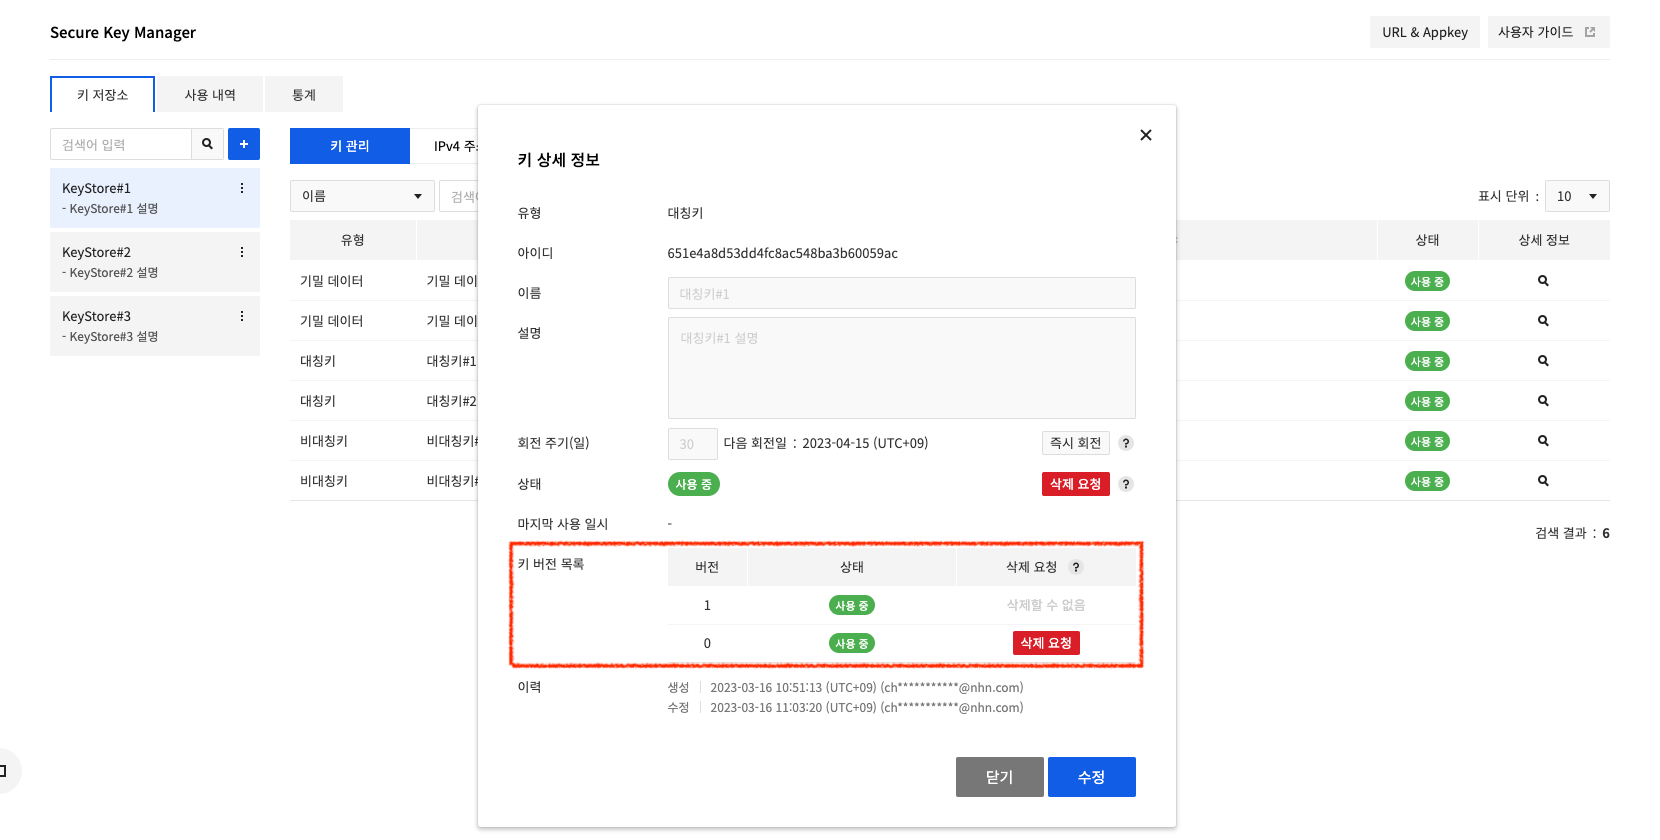 Secure Key Manager
URL & Appkey
사용자 가이드
키 저장소
사용 내역
통계
검색어 입력
+
KeyStore#1
- KeyStore#1 설명
KeyStore#2
- KeyStore#2 설명
KeyStore#3
- KeyStore#3 설명
키 관리
IPv4
이름
표시 단위 : 10
유형
상태
상세 정보
기밀 데이터
사용 중
기밀 데이터
사용 중
대칭키
대칭키#1
사용 중
대칭키
대칭키#2
사용 중
비대칭키
비대칭키
사용 중
비대칭키
비대칭키
사용 중
검색 결과 : 6
키 상세 정보
유형
대칭키
아이디
651e4a8d53dd4fc8ac548ba3b60059ac
이름
대칭키#1
설명
대칭키#1 설명
회전 주기(일)
30
다음 회전일 : 2023-04-15 (UTC+09)
즉시 회전
?
상태
사용 중
삭제 요청
?
마지막 사용 일시
-
키 버전 목록
버전
상태
삭제 요청 ?
1
사용 중
삭제할 수 없음
0
사용 중
삭제 요청
이력
생성 2023-03-16 10:51:13 (UTC+09) (ch***********@nhn.com)
수정 2023-03-16 11:03:20 (UTC+09) (ch***********@nhn.com)
닫기
수정